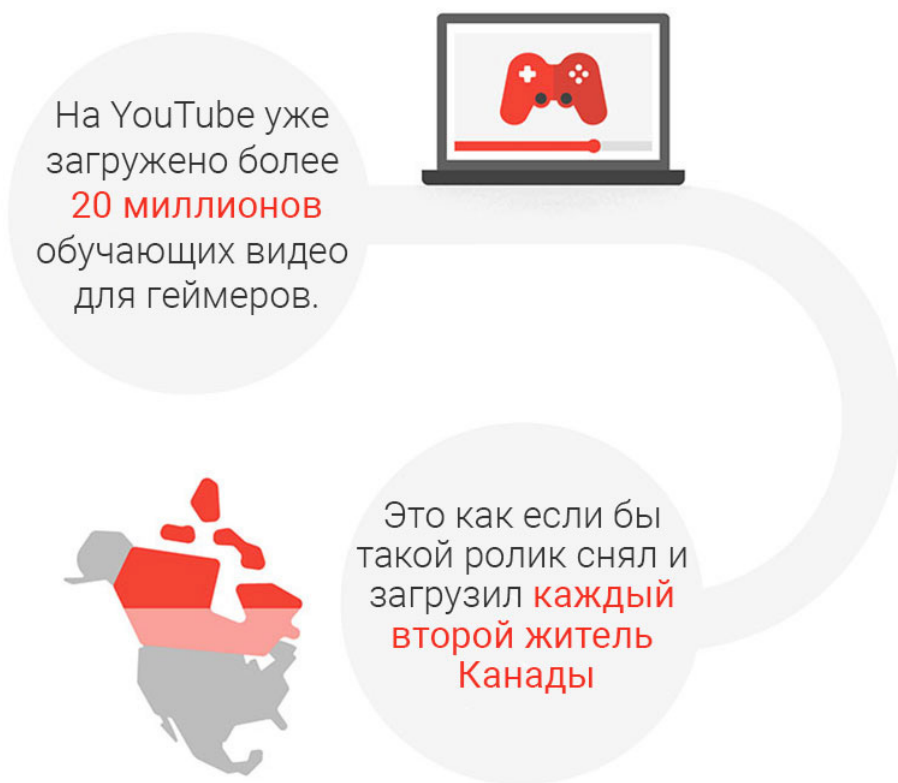 На YouTube уже
загружено более
20 миллионов
обучающих видео
для геймеров.
Это как если бы
такой ролик снял и
загрузил каждый
второй житель
Канады